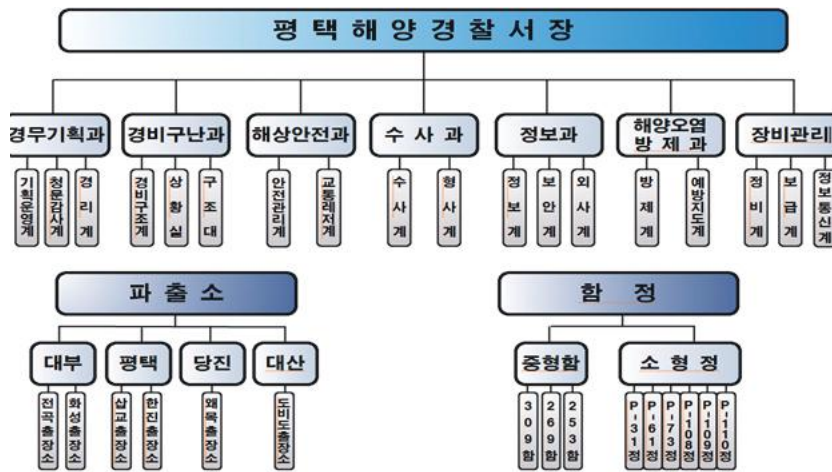 평택해양경찰서장
경무기획과
경비구난과
해상안전과
수사과
정보과
해양오염
방제과
장비관리
기획운영계
청문감사계
경리계
경비구조계
상황실
구조대
안전관리계
교통레저계
수사계
형사계
정보계
보안계
외사계
방제계
예방지도계
정비계
보급계
정보통신계
파출소
함정
대부
평택
당진
대산
중형함
소형정
전곡출장소
화성출장소
삽교출장소
한진출장소
왜목출장소
도비도출장소
309함
269함
253함
P-31정
P-61정
P-73정
P-108정
P-109정
P-110정